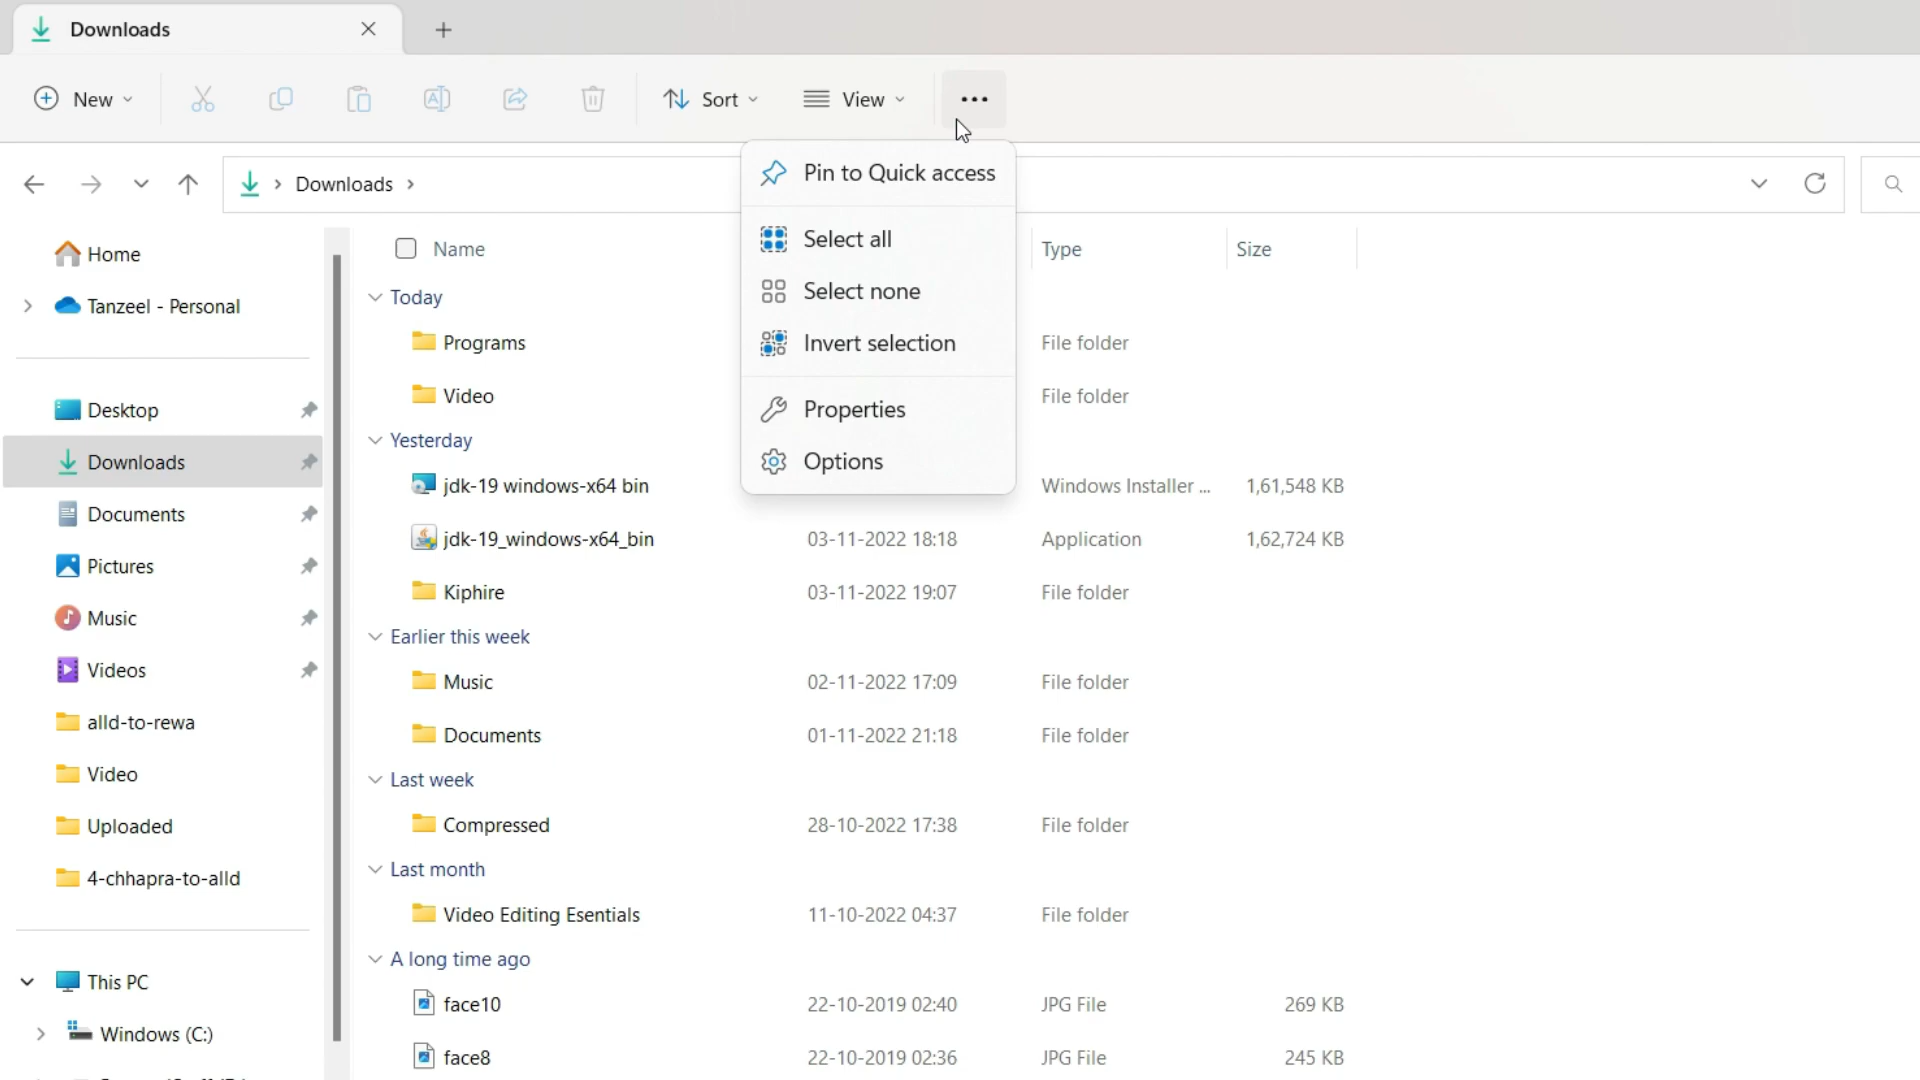 Downloads
New
Sort
View
Downloads
Pin to Quick access
Select all
Select none
Invert selection
Properties
Options
Home
Tanzeel - Personal
Desktop
Downloads
Documents
Pictures
Music
Videos
alld-to-rewa
Video
Uploaded
4-chhapra-to-alld
This PC
Windows (C:)
Name Type Size
Today
Programs File folder
Video File folder
Yesterday
jdk-19 windows-x64 bin Windows Installer ... 1,61,548 KB
jdk-19_windows-x64_bin 03-11-2022 18:18 Application 1,62,724 KB
Kiphire 03-11-2022 19:07 File folder
Earlier this week
Music 02-11-2022 17:09 File folder
Documents 01-11-2022 21:18 File folder
Last week
Compressed 28-10-2022 17:38 File folder
Last month
Video Editing Esentials 11-10-2022 04:37 File folder
A long time ago
face10 22-10-2019 02:40 JPG File 269 KB
face8 22-10-2019 02:36 JPG File 245 KB